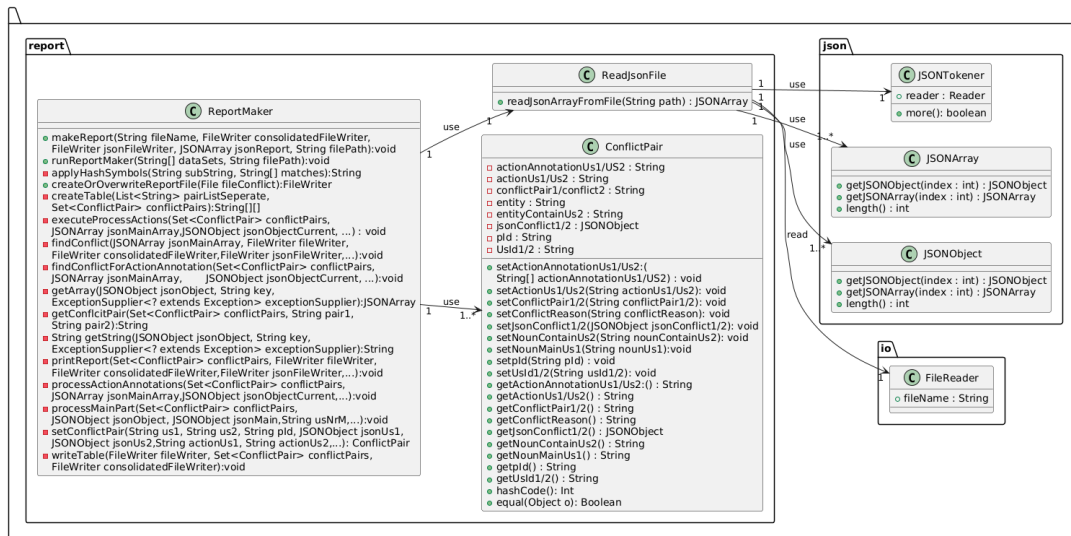 report
C ReportMaker
makeReport(String fileName, FileWriter consolidatedFileWriter,
FileWriter jsonFileWriter, JSONArray jsonReport, String filePath):void
runReportMaker(String[] dataSets, String filePath):void
applyHashSymbols(String subString, String[] matches):String
createOrOverwriteReportFile(File fileConflict):FileWriter
createTable(List<String> pairListSeperate,
Set<ConflictPair> conflictPairs):String[][]
executeProcessActions(Set<ConflictPair> conflictPairs,
JSONArray jsonMainArray,JSONObject jsonObjectCurrent, ...) : void
findConflict(JSONArray jsonMainArray, FileWriter fileWriter,
FileWriter consolidatedFileWriter,FileWriter jsonFileWriter,...):void
findConflictForActionAnnotation(Set<ConflictPair> conflictPairs,
JSONArray jsonMainArray, JSONObject jsonObjectCurrent, ...):void
getArray(JSONObject jsonObject, String key,
ExceptionSupplier<? extends Exception> exceptionSupplier):JSONArray
getConflcitPair(Set<ConflictPair> conflictPairs, String pair1,
String pair2):String
String getString(JSONObject jsonObject, String key,
ExceptionSupplier<? extends Exception> exceptionSupplier):String
printReport(Set<ConflictPair> conflictPairs, FileWriter fileWriter,
FileWriter consolidatedFileWriter,FileWriter jsonFileWriter,...):void
processActionAnnotations(Set<ConflictPair> conflictPairs,
JSONArray jsonMainArray,JSONObject jsonObjectCurrent,...):void
processMainPart(Set<ConflictPair> conflictPairs,
JSONObject jsonObject, JSONObject jsonMain,String usNrM,...):void
setConflictPair(String us1, String us2, String pId, JSONObject jsonUs1,
JSONObject jsonUs2,String actionUs1, String actionUs2,...): ConflictPair
writeTable(FileWriter fileWriter, Set<ConflictPair> conflictPairs,
FileWriter consolidatedFileWriter):void
use
1
1
use
1
1..*
C ReadJsonFile
readJsonArrayFromFile(String path) : JSONArray
C ConflictPair
actionAnnotationUs1/US2 : String
actionUs1/Us2 : String
conflictPair1/conflict2 : String
entity : String
entityContainUs2 : String
jsonConflict1/2 : JSONObject
pId : String
UsId1/2 : String
setActionAnnotationUs1/Us2:(
String[] actionAnnotationUs1/US2) : void
setActionUs1/Us2(String actionUs1/Us2): void
setConflictPair1/2(String conflictPair1/2): void
setConflictReason(String conflictReason): void
setJsonConflict1/2(JSONObject jsonConflict1/2): void
setNounContainUs2(String nounContainUs2): void
setNounMainUs1(String nounUs1):void
setpId(String pId) : void
setUsId1/2(String usId1/2): void
getActionAnnotationUs1/Us2:() : String
getActionUs1/Us2() : String
getConflictPair1/2() : String
getConflictReason() : String
getJsonConflict1/2() : JSONObject
getNounContainUs2() : String
getNounMainUs1() : String
getpId() : String
getUsId1/2() : String
hashCode(): Int
equal(Object o): Boolean
1
1
1
1
use
use
use
read
1
1..*
1..*
1
json
C JSONTokener
reader : Reader
more(): boolean
C JSONArray
getJSONObject(index : int) : JSONObject
getJSONArray(index : int) : JSONArray
length() : int
C JSONObject
getJSONObject(index : int) : JSONObject
getJSONArray(index : int) : JSONArray
length() : int
io
C FileReader
fileName : String